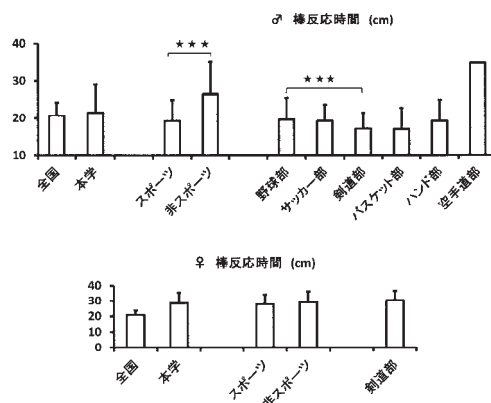 ♂ 棒反応時間 (cm)
40
30
20
10
★★★
★★★
全国
本学
スポーツ
非スポーツ
野球部
サッカー部
剣道部
バスケット部
ハンド部
空手道部
♀ 棒反応時間 (cm)
40
30
20
10
0
全国
本学
スポーツ
非スポーツ
剣道部